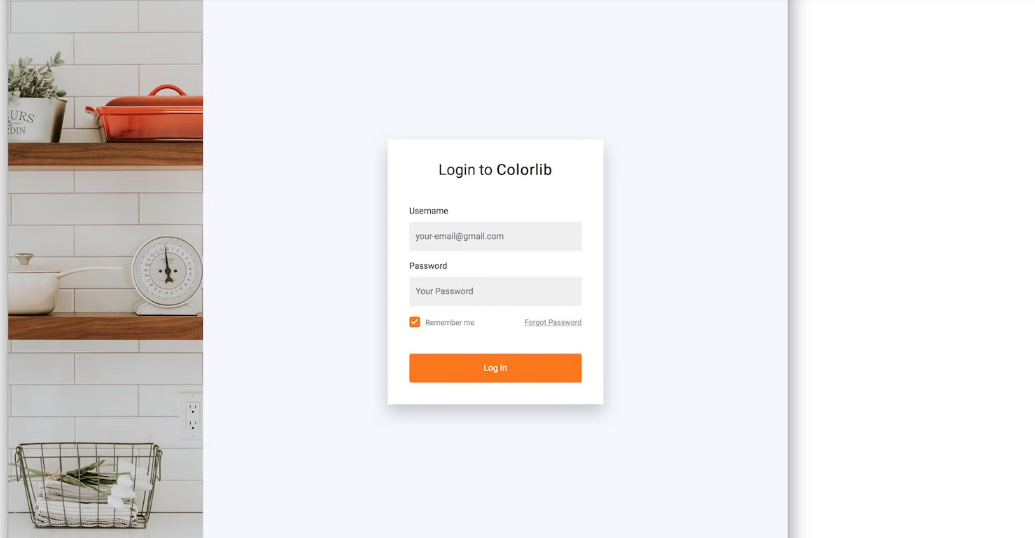 URS
DIN
Login to Colorlib
Username
your-email@gmail.com
Password
Your Password
Remember me
Forgot Password
Log In